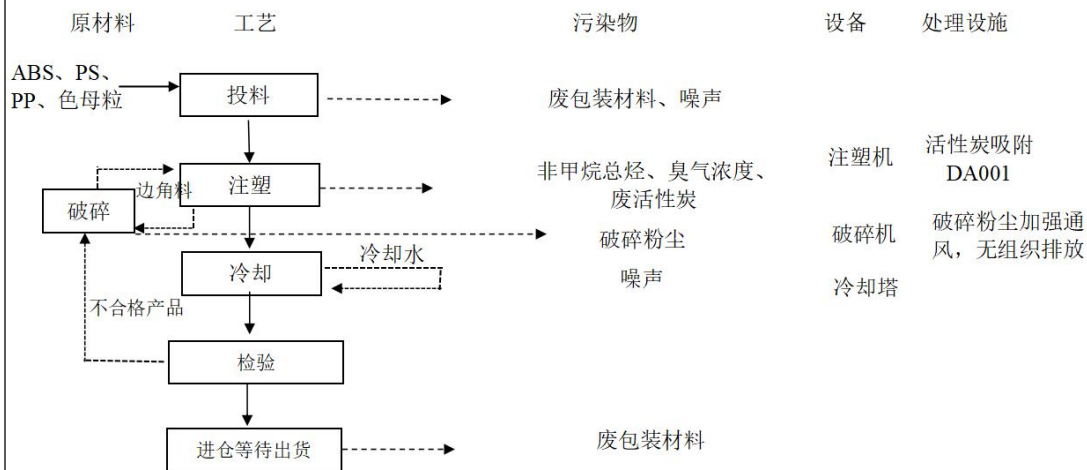 原材料 工艺 污染物 设备 处理设施
ABS、PS、
PP、色母粒
投料
废包装材料、噪声
注塑
边角料
破碎
非甲烷总烃、臭气浓度、
废活性炭
注塑机
活性炭吸附
DA001
破碎粉尘
破碎机
破碎粉尘加强通
风，无组织排放
冷却
冷却水
噪声
冷却塔
不合格产品
检验
进仓等待出货
废包装材料